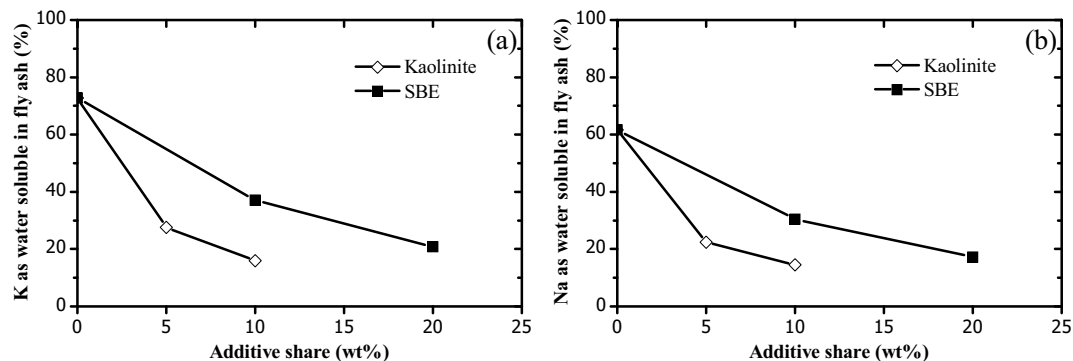 (a)
Kaolinite
SBE
K as water soluble in fly ash (%)
100
80
60
40
20
0
0 5 10 15 20 25
Additive share (wt%)
(b)
Kaolinite
SBE
Na as water soluble in fly ash (%)
100
80
60
40
20
0
0 5 10 15 20 25
Additive share (wt%)